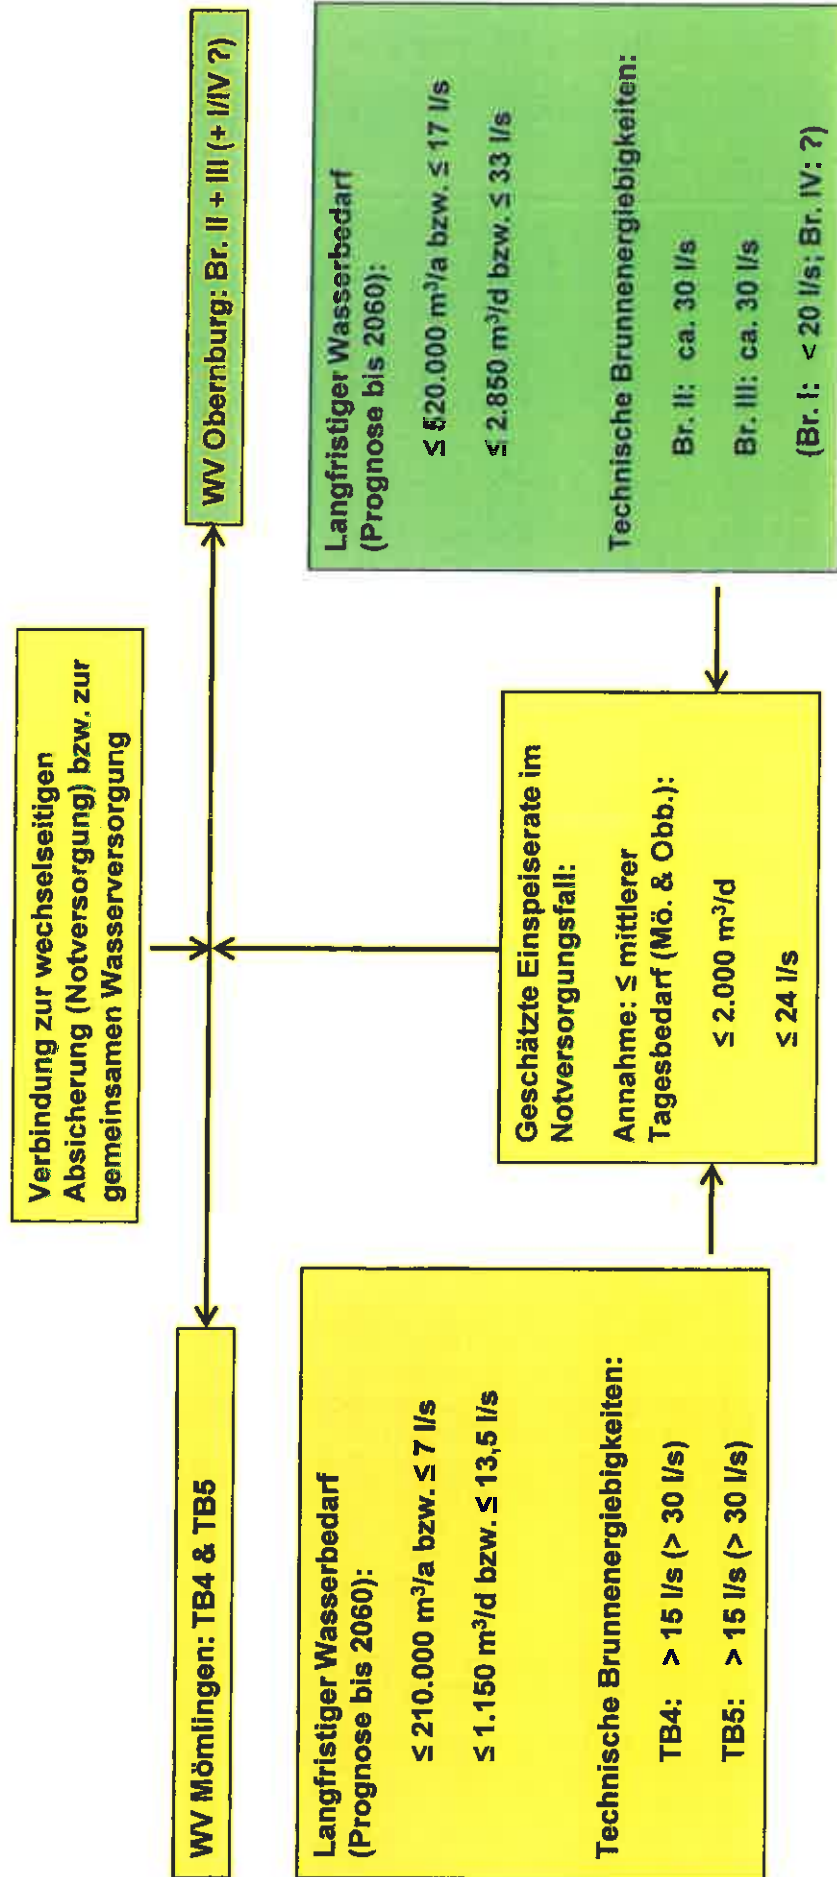 Verbindung zur wechselseitigen
Absicherung (Notversorgung) bzw. zur
gemeinsamen Wasserversorgung
WV Mömlingen: TB4 & TB5
WV Obernburg: Br. II + III (+ I/IV ?)
Langfristiger Wasserbedarf
(Prognose bis 2060):
≤ 210.000 m³/a bzw. ≤ 7 l/s
≤ 1.150 m³/d bzw. ≤ 13,5 l/s
Technische Brunnenergiebigkeiten:
TB4: > 15 l/s (> 30 l/s)
TB5: > 15 l/s (> 30 l/s)
Geschätzte Einspeiserate im
Notversorgungsfall:
Annahme: ≤ mittlerer
Tagesbedarf (Mö. & Obb.):
≤ 2.000 m³/d
≤ 24 l/s
Langfristiger Wasserbedarf
(Prognose bis 2060):
≤ 520.000 m³/a bzw. ≤ 17 l/s
≤ 2.850 m³/d bzw. ≤ 33 l/s
Technische Brunnenergiebigkeiten:
Br. II: ca. 30 l/s
Br. III: ca. 30 l/s
(Br. I: < 20 l/s; Br. IV: ?)